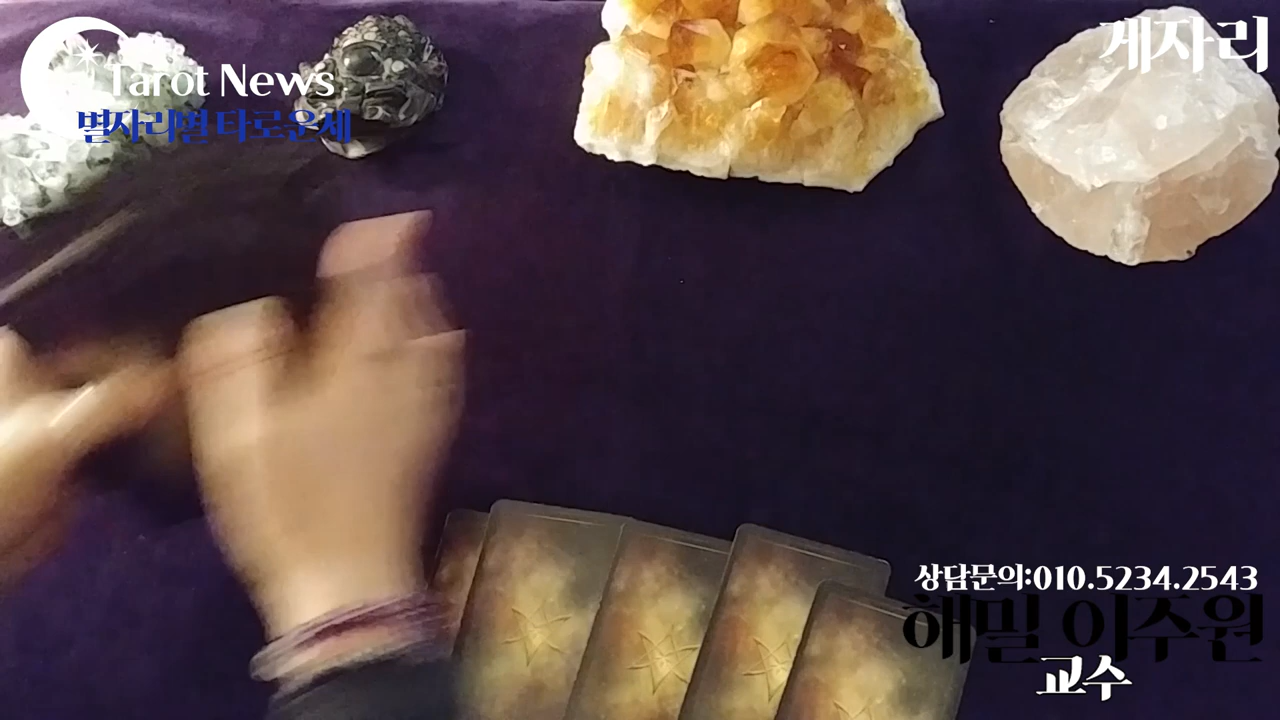 Tarot News
별자리별 타로운세
게자리
상담문의:010.5234.2543
해밀 이주원
교수